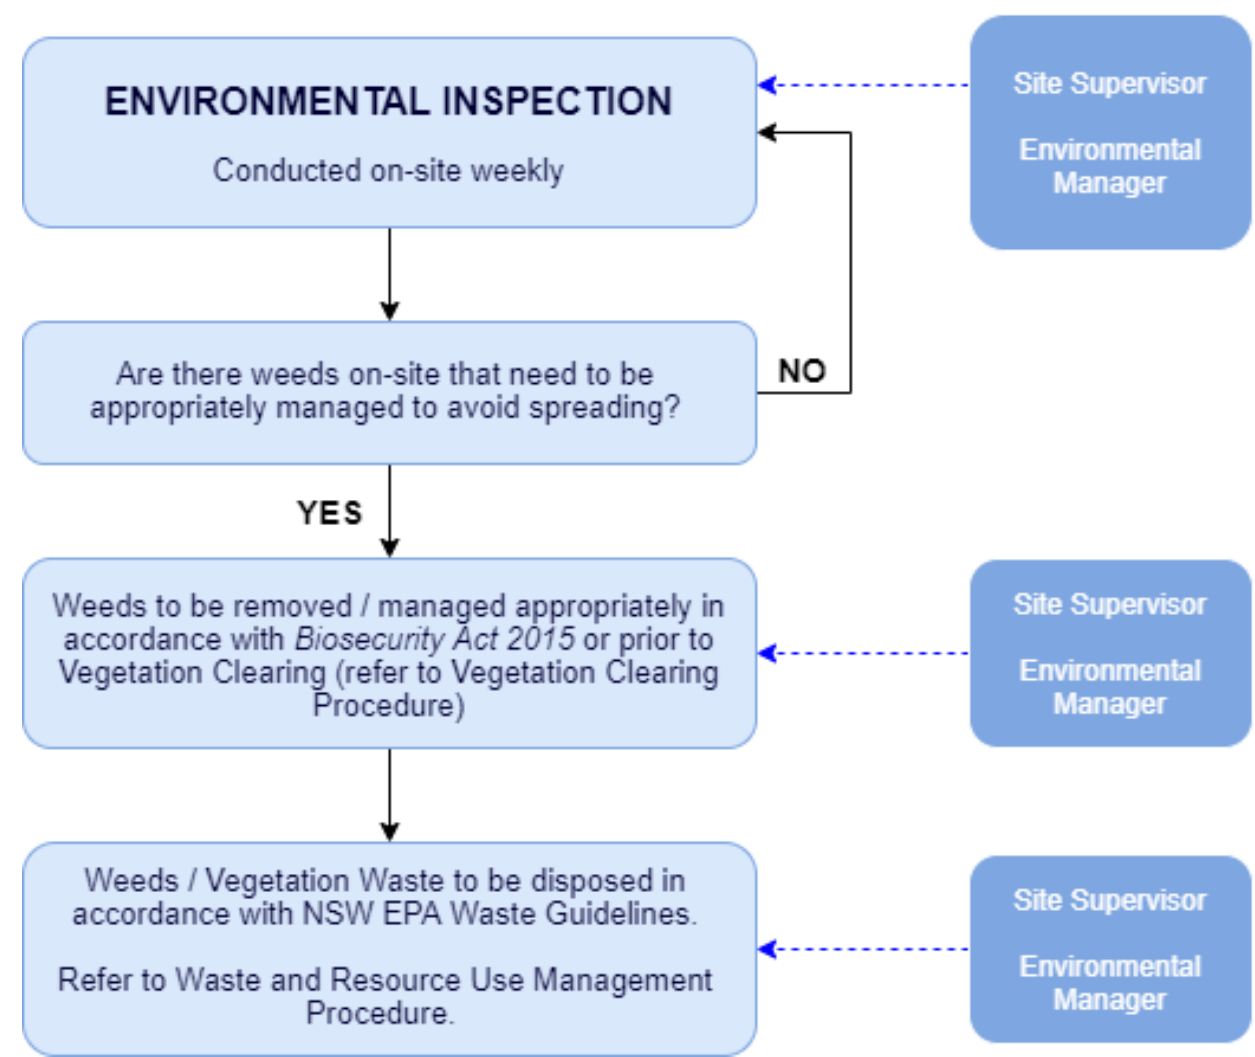 ENVIRONMENTAL INSPECTION
Conducted on-site weekly
Site Supervisor
Environmental
Manager
Are there weeds on-site that need to be
appropriately managed to avoid spreading?
NO
YES
Weeds to be removed / managed appropriately in
accordance with Biosecurity Act 2015 or prior to
Vegetation Clearing (refer to Vegetation Clearing
Procedure)
Site Supervisor
Environmental
Manager
Weeds / Vegetation Waste to be disposed in
accordance with NSW EPA Waste Guidelines.
Refer to Waste and Resource Use Management
Procedure.
Site Supervisor
Environmental
Manager